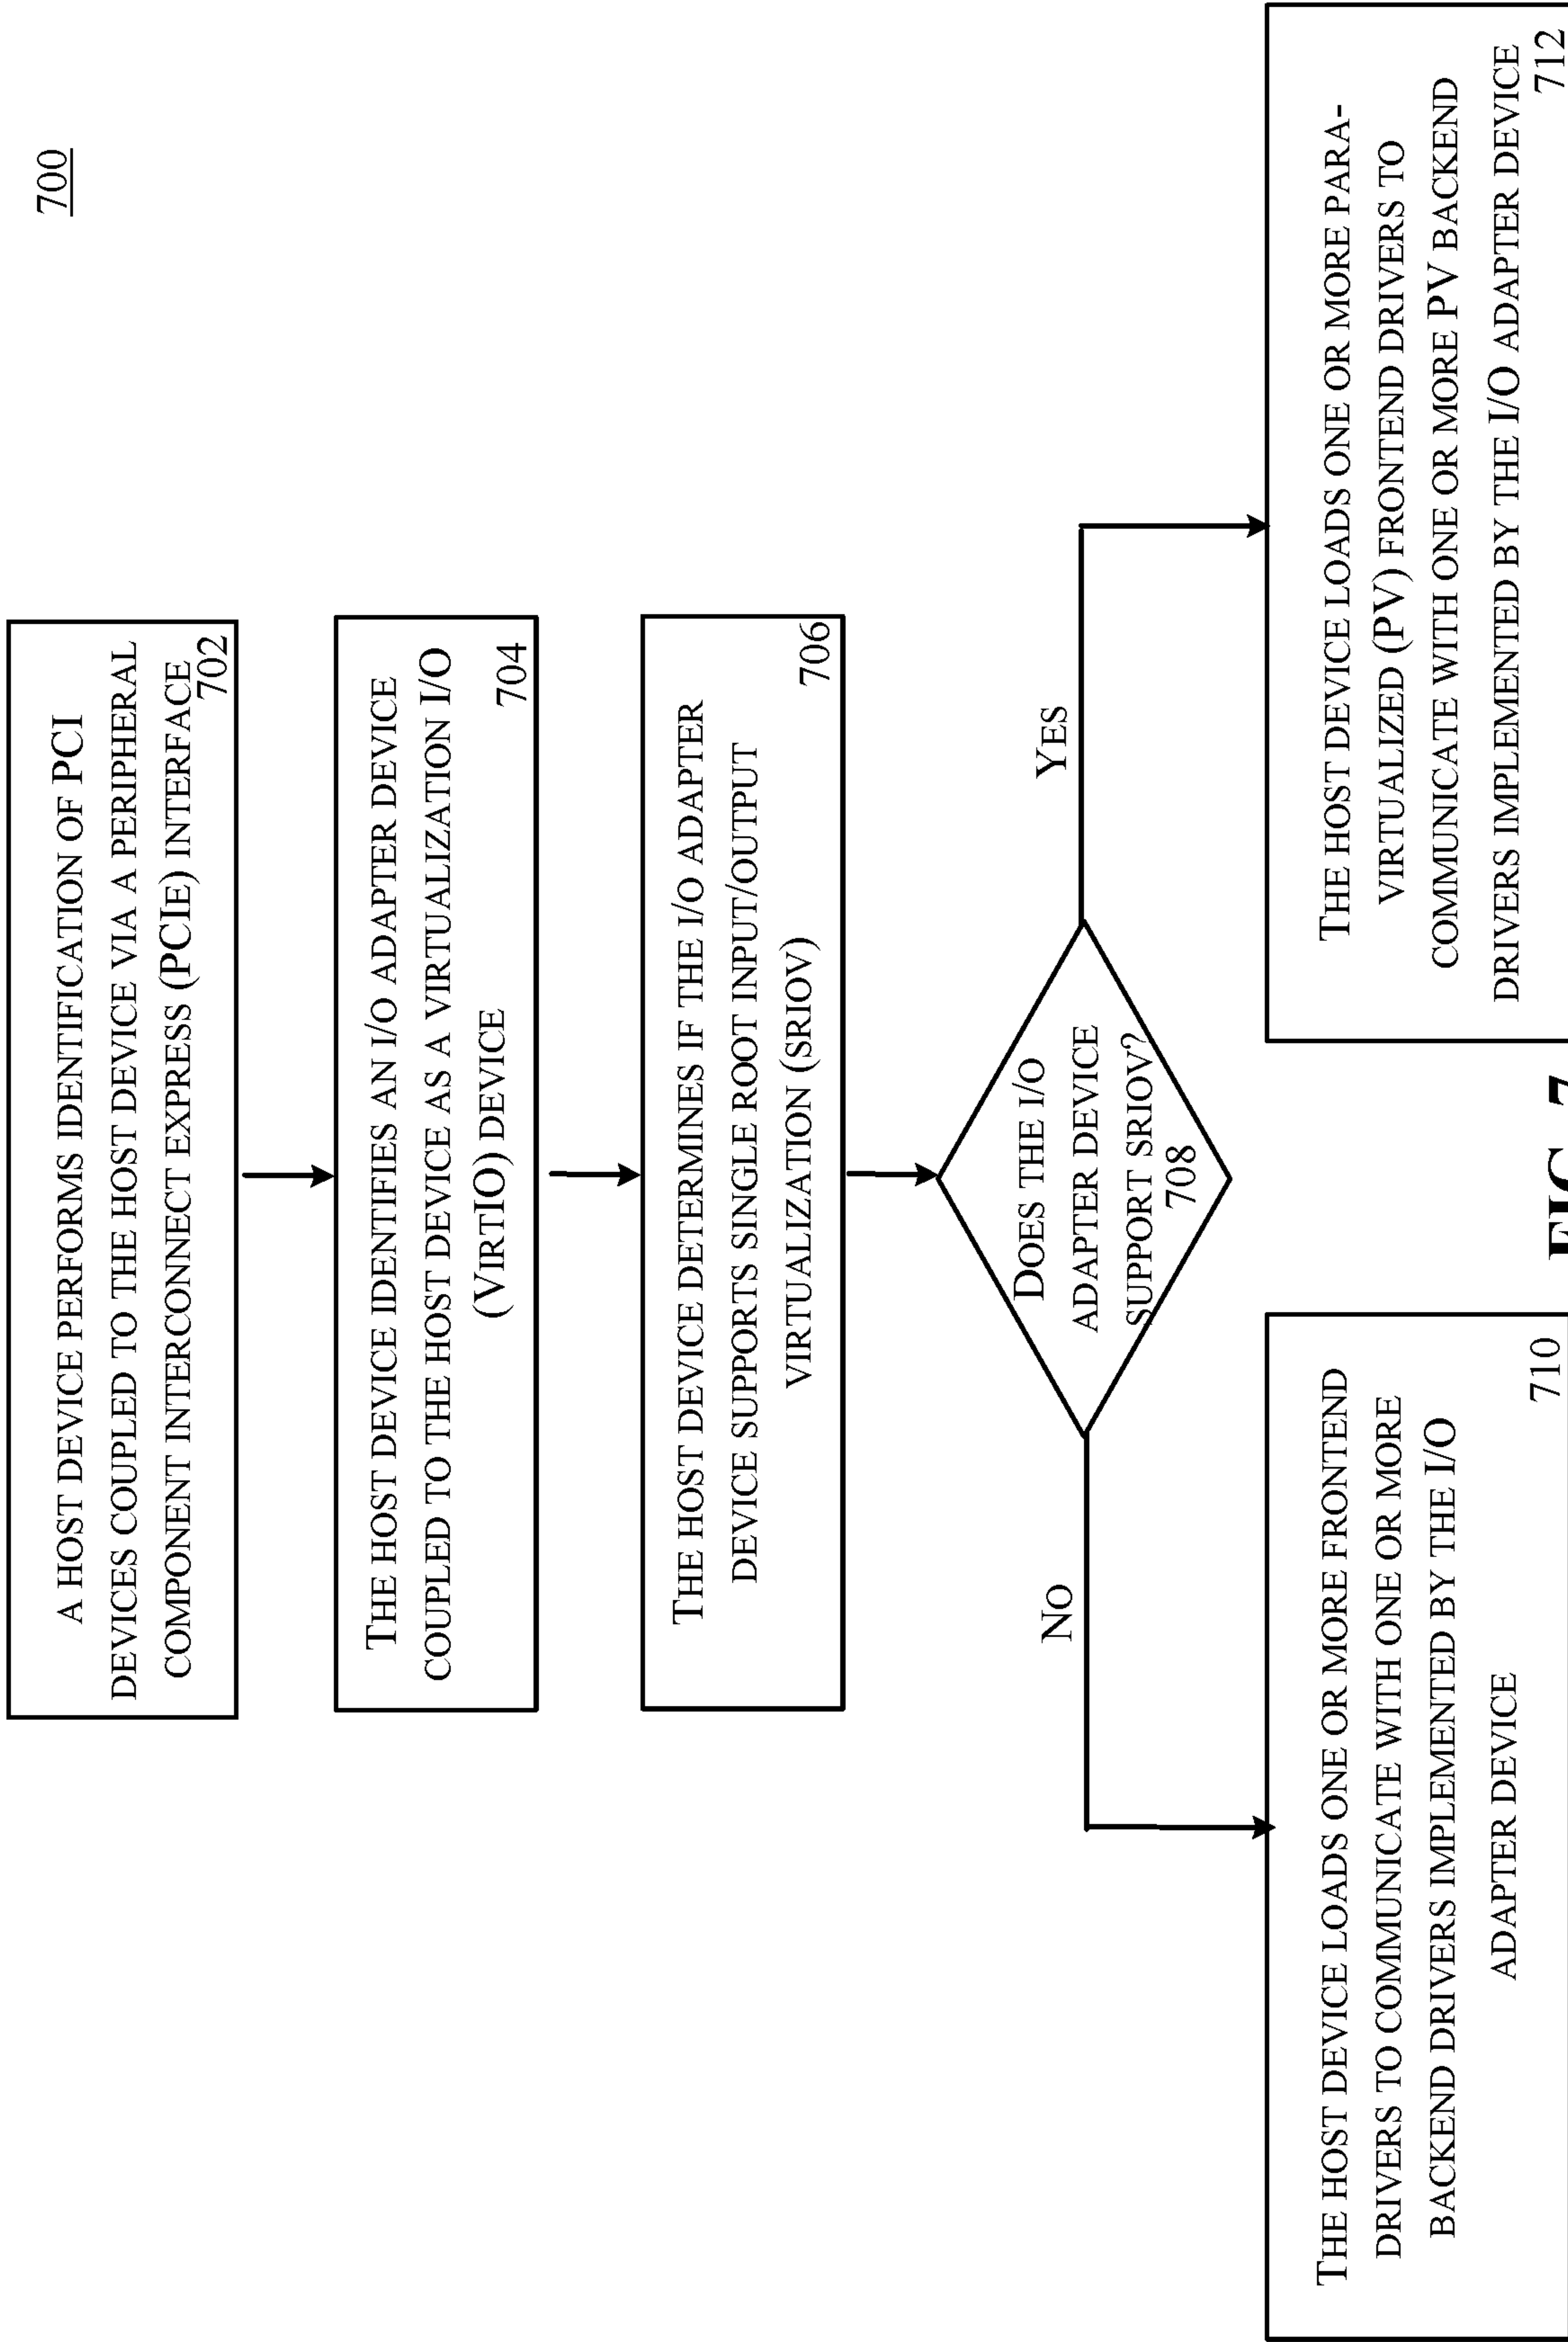 700
A HOST DEVICE PERFORMS IDENTIFICATION OF PCI
DEVICES COUPLED TO THE HOST DEVICE VIA A PERIPHERAL
COMPONENT INTERCONNECT EXPRESS (PCIE) INTERFACE
702
THE HOST DEVICE IDENTIFIES AN I/O ADAPTER DEVICE
COUPLED TO THE HOST DEVICE AS A VIRTUALIZATION I/O
(VIRTIO) DEVICE
704
THE HOST DEVICE DETERMINES IF THE I/O ADAPTER
DEVICE SUPPORTS SINGLE ROOT INPUT/OUTPUT
VIRTUALIZATION (SRIOV)
706
DOES THE I/O
ADAPTER DEVICE
SUPPORT SRIOV?
708
NO
YES
THE HOST DEVICE LOADS ONE OR MORE FRONTEND
DRIVERS TO COMMUNICATE WITH ONE OR MORE
BACKEND DRIVERS IMPLEMENTED BY THE I/O
ADAPTER DEVICE
710
THE HOST DEVICE LOADS ONE OR MORE PARA-
VIRTUALIZED (PV) FRONTEND DRIVERS TO
COMMUNICATE WITH ONE OR MORE PV BACKEND
DRIVERS IMPLEMENTED BY THE I/O ADAPTER DEVICE
712
FIG. 7